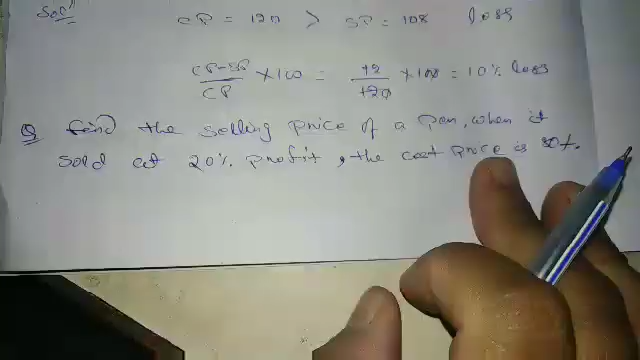 Solⁿ CP = 120 > SP = 108 loss
CP-SP/CP × 100 = 12/120 × 100 = 10% loss
Q find the selling price of a pen, when it
sold at 20% profit, the cost price is 80/-.